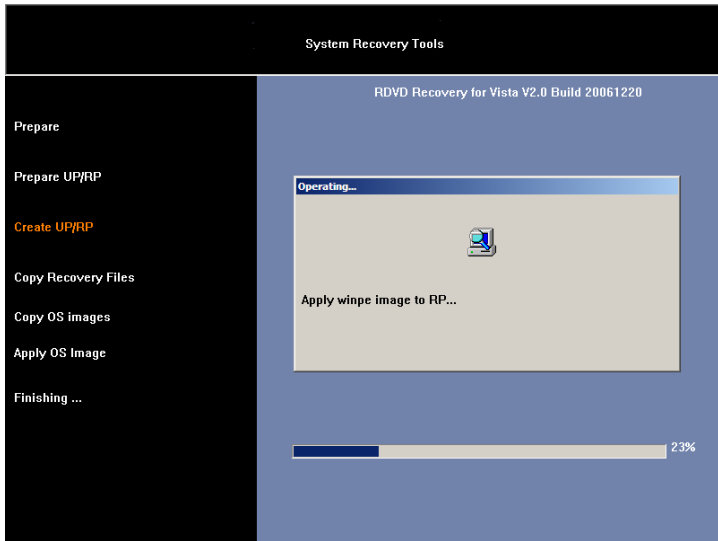 System Recovery Tools
RDVD Recovery for Vista V2.0 Build 20061220
Prepare
Prepare UP/RP
Create UP/RP
Copy Recovery Files
Copy OS images
Apply OS Image
Finishing ...
Operating...
Apply winpe image to RP...
23%